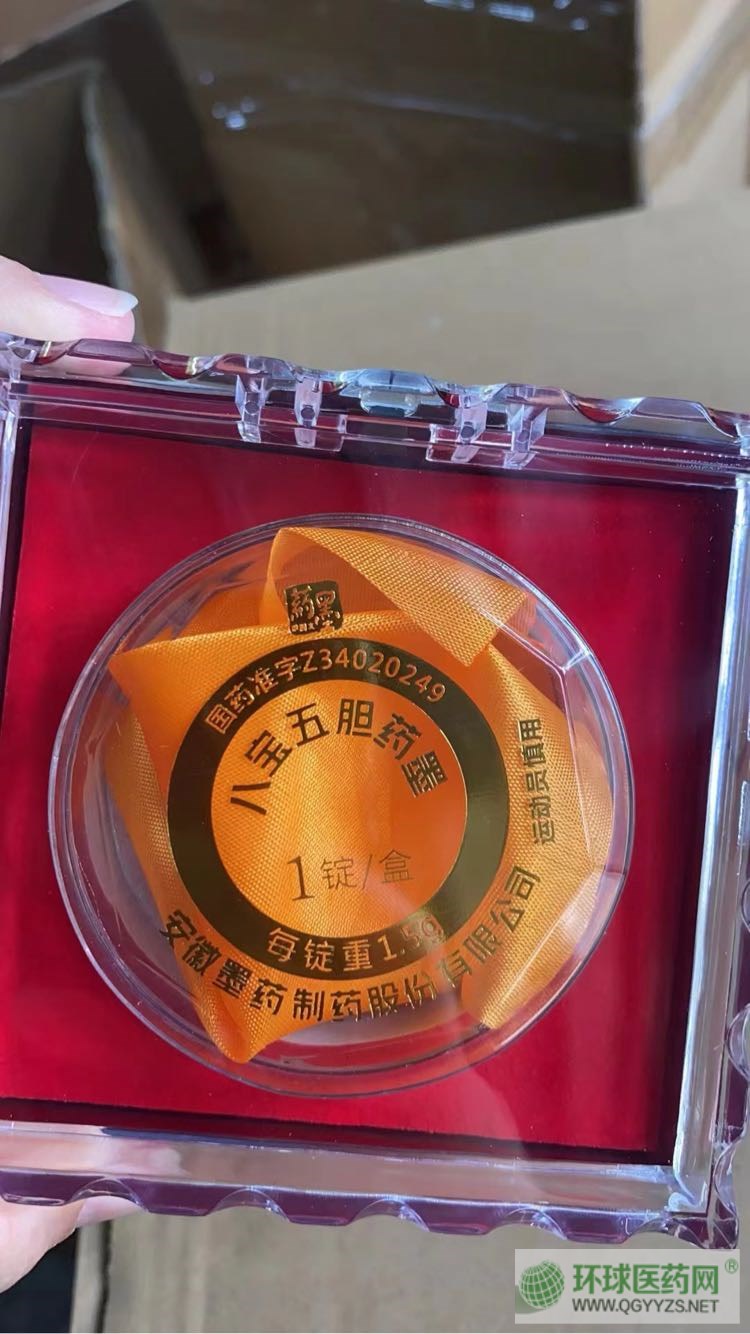 药墨
国药准字Z34020249
八宝五胆药墨
1锭/盒
每锭重1.5g
安徽墨药制药股份有限公司
运动员慎用
环球医药网®
WWW.QGYYZS.NET